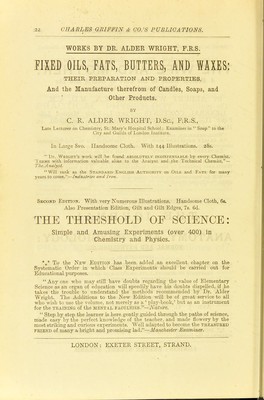 22 CHARLES GRIFFIN & CO.'S PUBLICATIONS.
WORKS BY DR. ALDER WRIGHT, F.R.S.
FIXED OILS, FATS, BUTTERS, AND WAXES:
THEIR PREPARATION AND PROPERTIES,
And the Manufacture therefrom of Candles, Soaps, and
Other Products.
BY
C. R. ALDER WRIGHT, D.Sc., F.R.S.,
Late Lecturer on Chemistry, St. Mary's Hospital School; Examiner in "Soap" to the
City and Guilds of London Institute.
In Large 8vo. Handsome Cloth. With 144 Illustrations. 28s.
"Dr. Wright's work will be found ABSOLUTELY INDISPENSABLE by every Chemist.
TEEMS with information valuable alike to the Analyst and the Technical Chemist."—
The Analyst.
"Will rank as the STANDARD ENGLISH AUTHORITY on OILS and FATS for many
years to come."—Industries and Iron.
SECOND EDITION. With very Numerous Illustrations. Handsome Cloth, 6s.
Also Presentation Edition, Gilt and Gilt Edges, 7s. 6d.
THE THRESHOLD OF SCIENCE:
Simple and Amusing Experiments (over 400) in
Chemistry and Physics.
*** To the NEW EDITION has been added an excellent chapter on the
Systematic Order in which Class Experiments should be carried out for
Educational purposes.
"Any one who may still have doubts regarding the value of Elementary
Science as an organ of education will speedily have his doubts dispelled, if he
takes the trouble to understand the methods recommended by Dr. Alder
Wright. The Additions to the New Edition will be of great service to all
who wish to use the volume, not merely as a 'play-book,' but as an instrument
for the TRAINING of the MENTAL FACULTIES."—Nature.
"Step by step the learner is here gently guided through the paths of science,
made easy by the perfect knowledge of the teacher, and made flowery by the
most striking and curious experiments. Well adapted to become the TREASURED
FRIEND of many a bright and promising lad."—Manchester Examiner.
LONDON: EXETER STREET, STRAND.